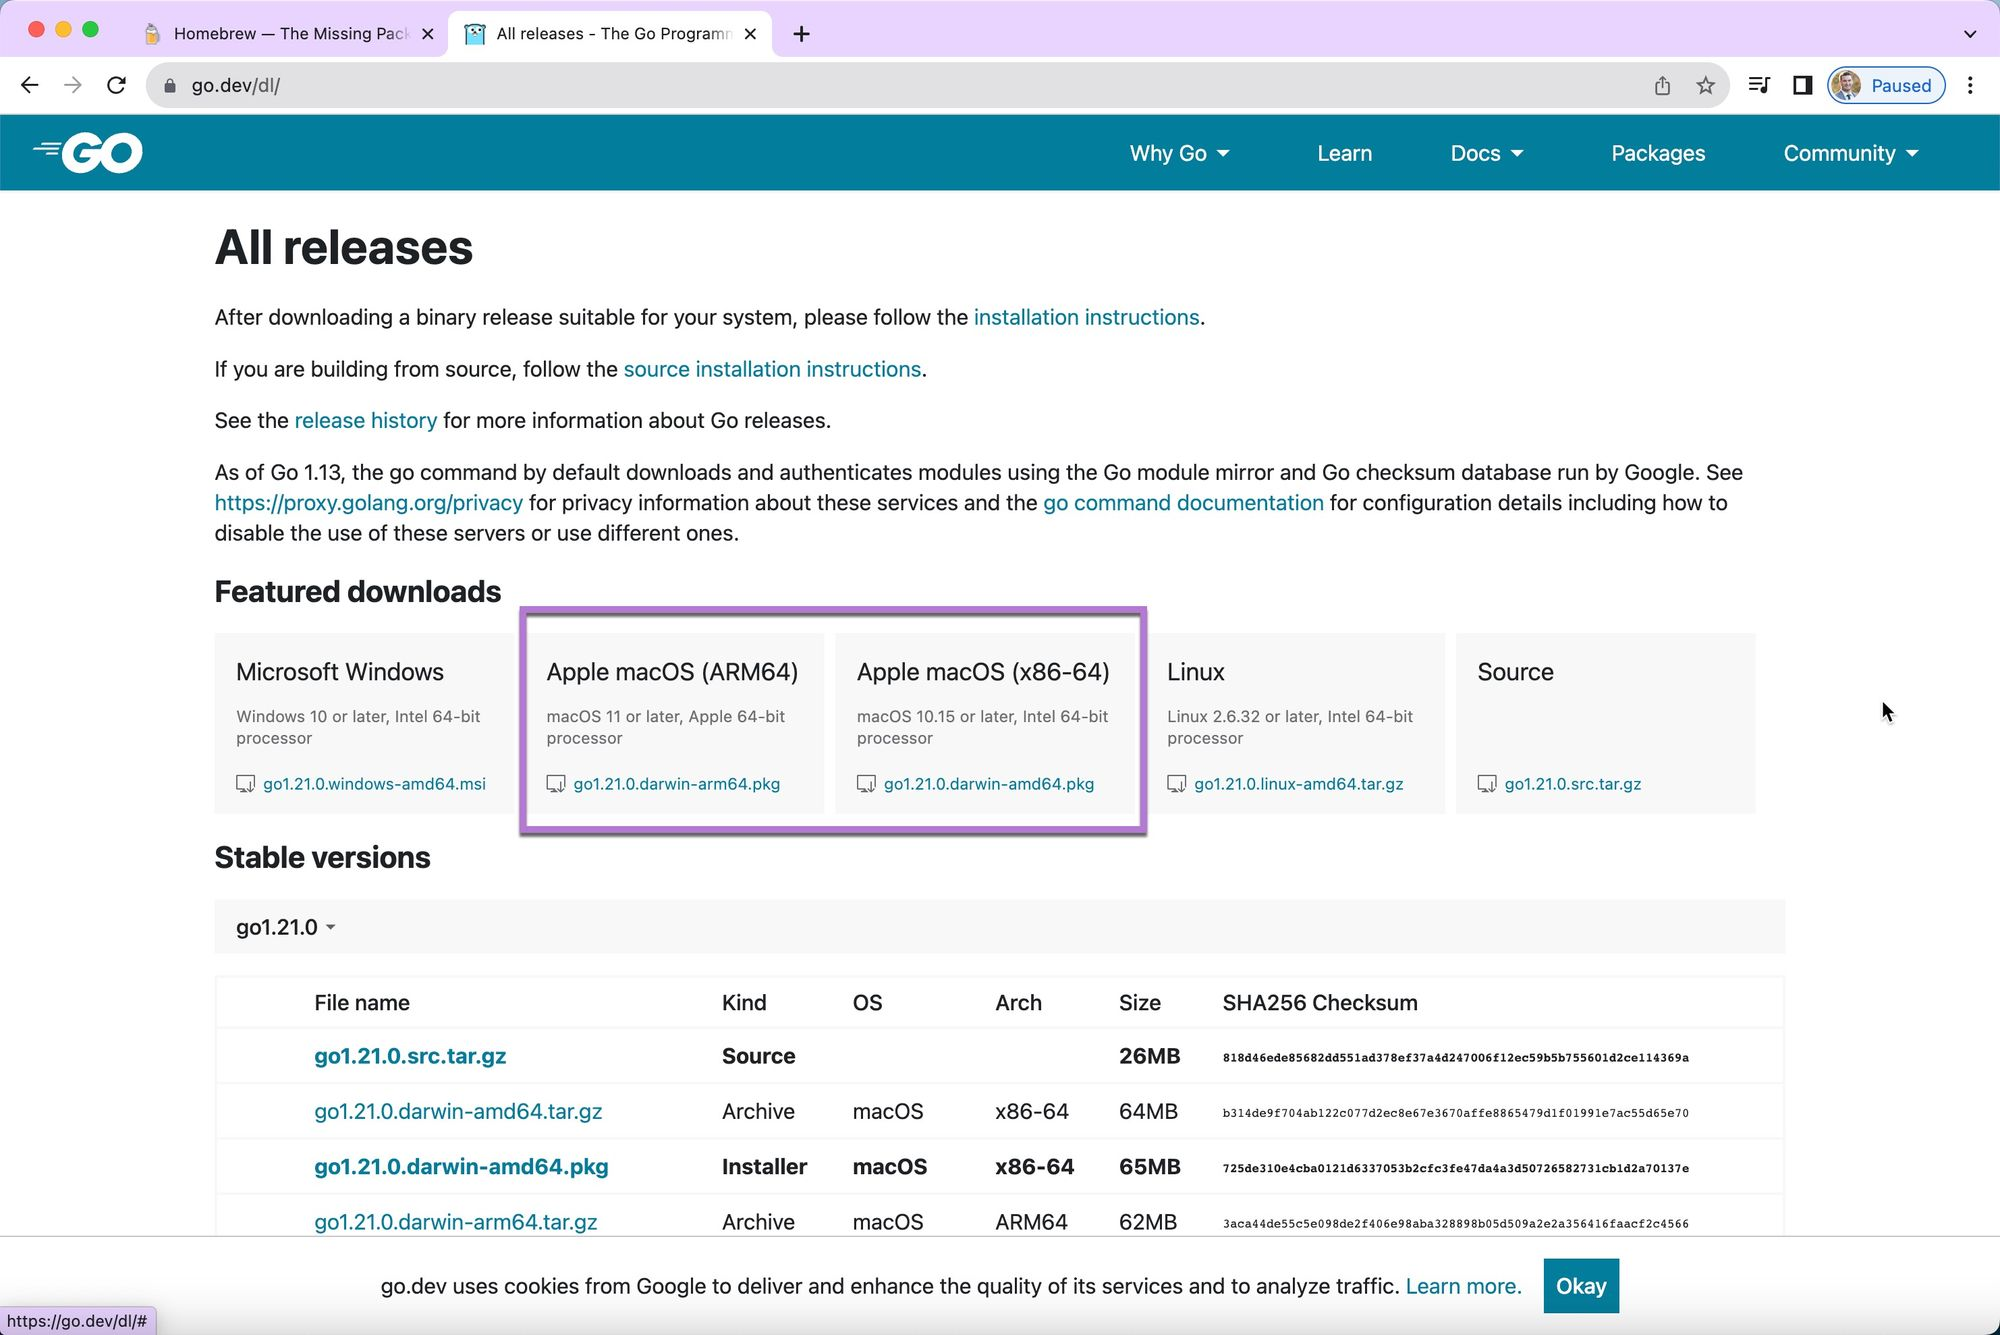 Homebrew — The Missing Pack
All releases - The Go Programm
go.dev/dl/
Paused
GO
Why Go
Learn
Docs
Packages
Community
All releases
After downloading a binary release suitable for your system, please follow the installation instructions.
If you are building from source, follow the source installation instructions.
See the release history for more information about Go releases.
As of Go 1.13, the go command by default downloads and authenticates modules using the Go module mirror and Go checksum database run by Google. See
https://proxy.golang.org/privacy for privacy information about these services and the go command documentation for configuration details including how to
disable the use of these servers or use different ones.
Featured downloads
Microsoft Windows
Windows 10 or later, Intel 64-bit
processor
go1.21.0.windows-amd64.msi
Apple macOS (ARM64)
macOS 11 or later, Apple 64-bit
processor
go1.21.0.darwin-arm64.pkg
Apple macOS (x86-64)
macOS 10.15 or later, Intel 64-bit
processor
go1.21.0.darwin-amd64.pkg
Linux
Linux 2.6.32 or later, Intel 64-bit
processor
go1.21.0.linux-amd64.tar.gz
Source
go1.21.0.src.tar.gz
Stable versions
go1.21.0
File name Kind OS Arch Size SHA256 Checksum
go1.21.0.src.tar.gz Source 26MB 818d46ede85682dd551ad378ef37a4d247006f12ec59b5b755601d2ce114369a
go1.21.0.darwin-amd64.tar.gz Archive macOS x86-64 64MB b314de9f704ab122c077d2ec8e67e3670affe8865479d1f01991e7ac55d65e70
go1.21.0.darwin-amd64.pkg Installer macOS x86-64 65MB 725de310e4cba0121d6337053b2cfc3fe47da4a3d50726582731cb1d2a70137e
go1.21.0.darwin-arm64.tar.gz Archive macOS ARM64 62MB 3aca44de55c5e098de2f406e98aba328898b05d509a2e2a356416faacf2c4566
go.dev uses cookies from Google to deliver and enhance the quality of its services and to analyze traffic. Learn more.
Okay
https://go.dev/dl/#